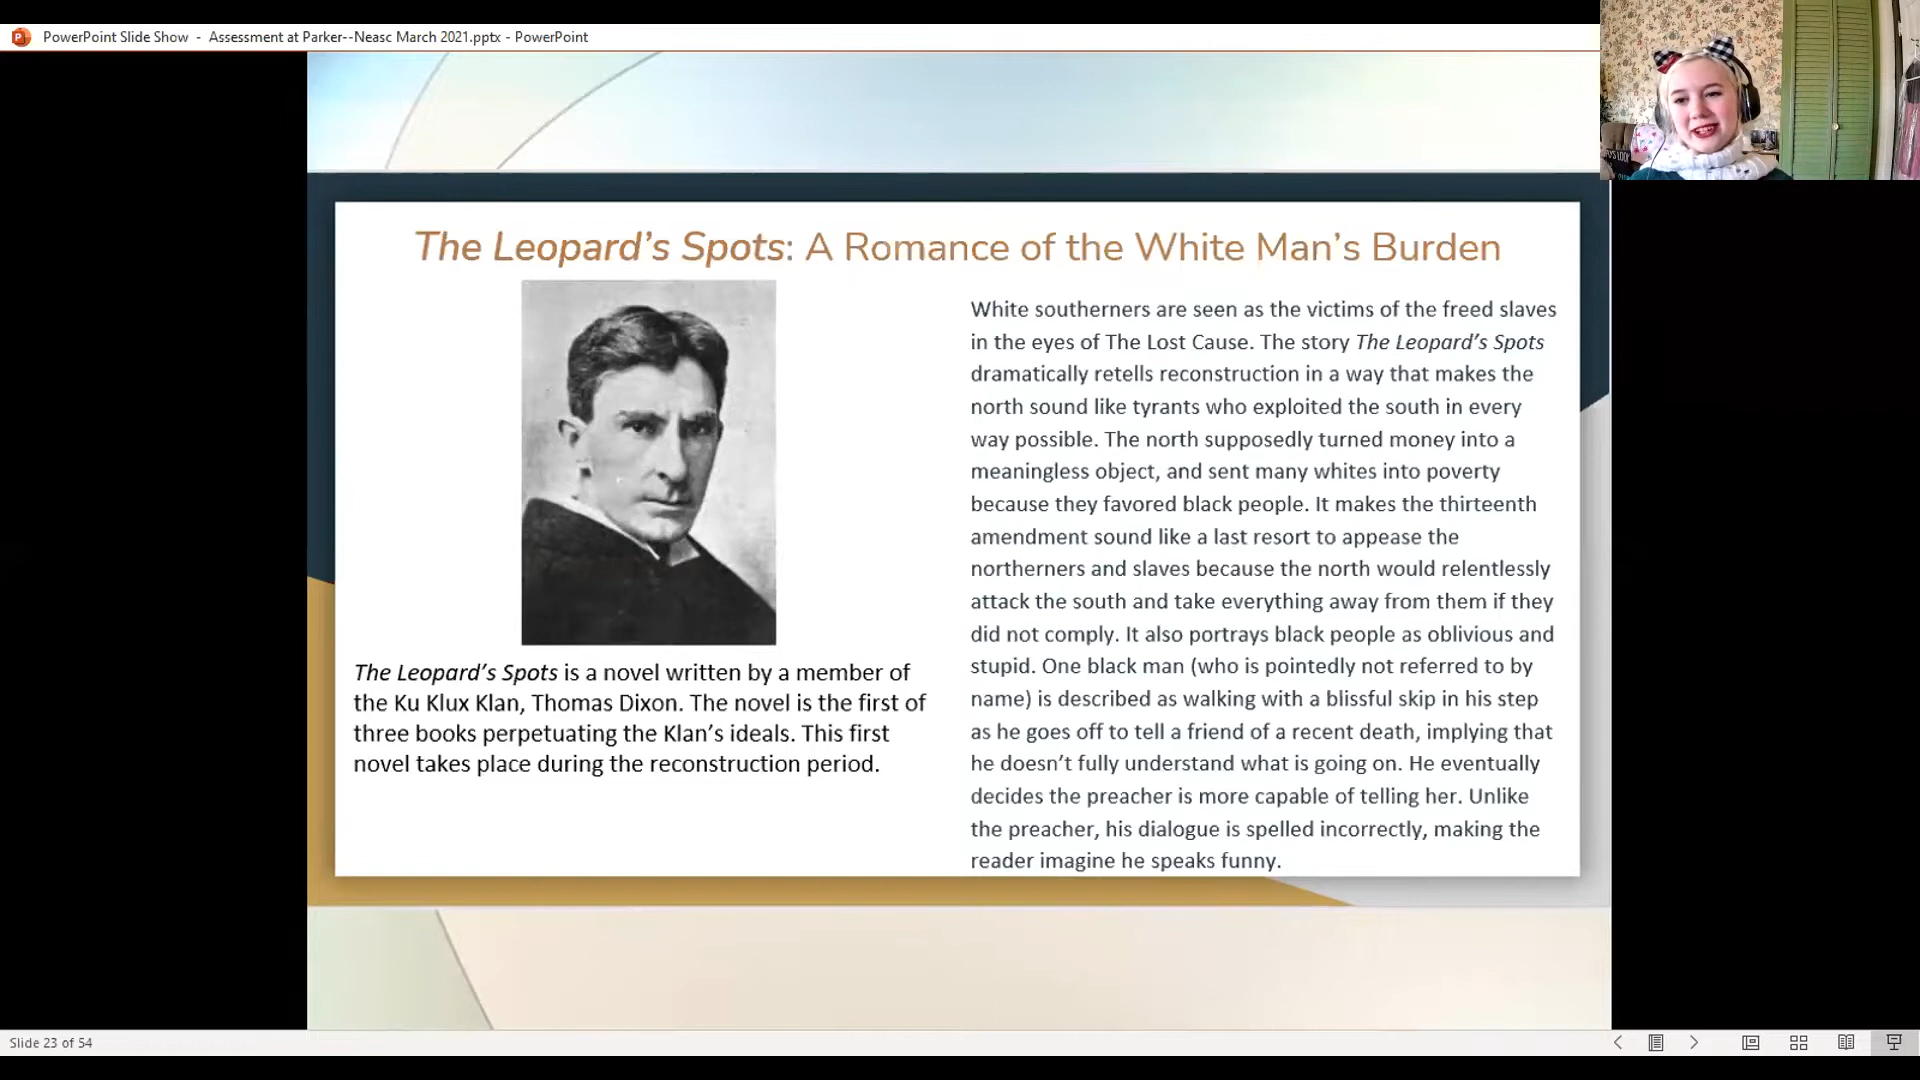 PowerPoint Slide Show - Assessment at Parker--Neasc March 2021.pptx - PowerPoint
The Leopard's Spots: A Romance of the White Man's Burden
The Leopard's Spots is a novel written by a member of
the Ku Klux Klan, Thomas Dixon. The novel is the first of
three books perpetuating the Klan's ideals. This first
novel takes place during the reconstruction period.
White southerners are seen as the victims of the freed slaves
in the eyes of The Lost Cause. The story The Leopard's Spots
dramatically retells reconstruction in a way that makes the
north sound like tyrants who exploited the south in every
way possible. The north supposedly turned money into a
meaningless object, and sent many whites into poverty
because they favored black people. It makes the thirteenth
amendment sound like a last resort to appease the
northerners and slaves because the north would relentlessly
attack the south and take everything away from them if they
did not comply. It also portrays black people as oblivious and
stupid. One black man (who is pointedly not referred to by
name) is described as walking with a blissful skip in his step
as he goes off to tell a friend of a recent death, implying that
he doesn't fully understand what is going on. He eventually
decides the preacher is more capable of telling her. Unlike
the preacher, his dialogue is spelled incorrectly, making the
reader imagine he speaks funny.
Slide 23 of 54